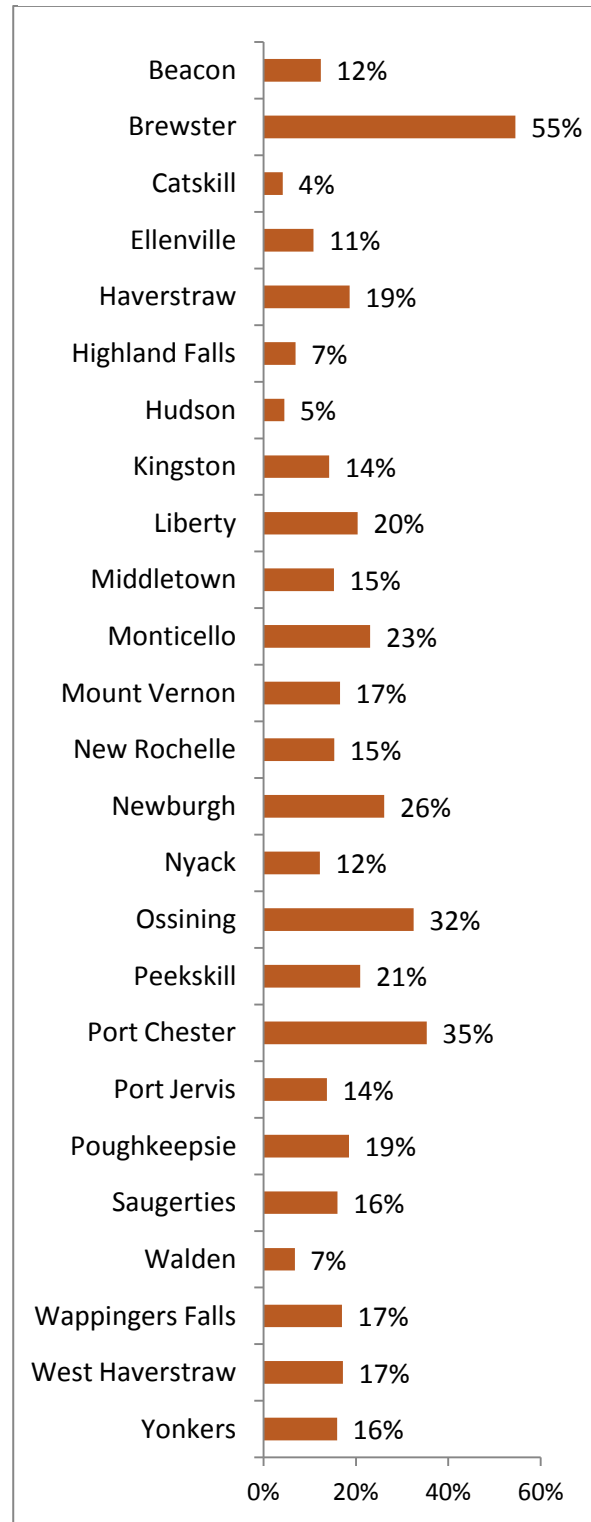 Beacon 12%
Brewster 55%
Catskill 4%
Ellenville 11%
Haverstraw 19%
Highland Falls 7%
Hudson 5%
Kingston 14%
Liberty 20%
Middletown 15%
Monticello 23%
Mount Vernon 17%
New Rochelle 15%
Newburgh 26%
Nyack 12%
Ossining 32%
Peekskill 21%
Port Chester 35%
Port Jervis 14%
Poughkeepsie 19%
Saugerties 16%
Walden 7%
Wappingers Falls 17%
West Haverstraw 17%
Yonkers 16%
0% 20% 40% 60%